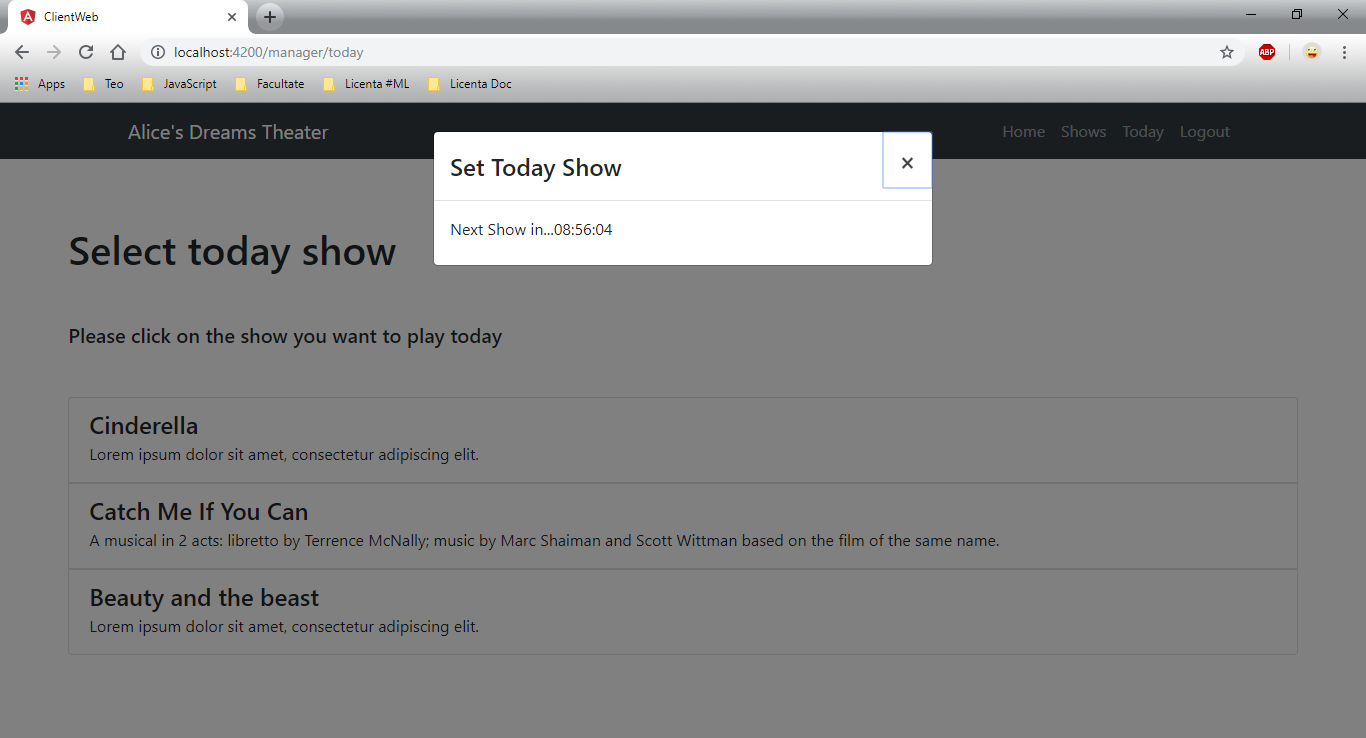 ClientWeb
localhost:4200/manager/today
ABP
Apps Teo JavaScript Facultate Licenta #ML Licenta Doc
Alice's Dreams Theater Home Shows Today Logout
Set Today Show ×
Next Show in...08:56:04
Select today show
Please click on the show you want to play today
Cinderella
Lorem ipsum dolor sit amet, consectetur adipiscing elit.
Catch Me If You Can
A musical in 2 acts: libretto by Terrence McNally; music by Marc Shaiman and Scott Wittman based on the film of the same name.
Beauty and the beast
Lorem ipsum dolor sit amet, consectetur adipiscing elit.